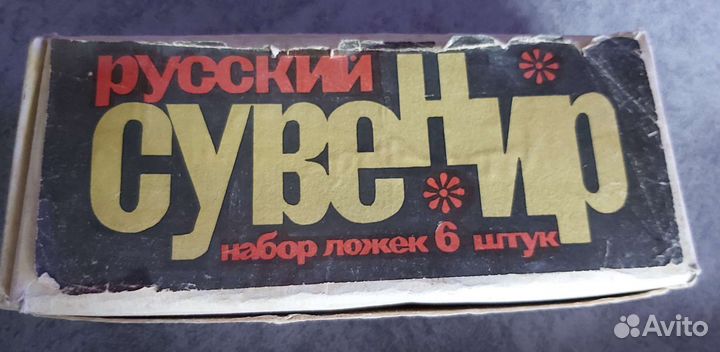 русский
сувенир
набор ложек 6 штук
Avito